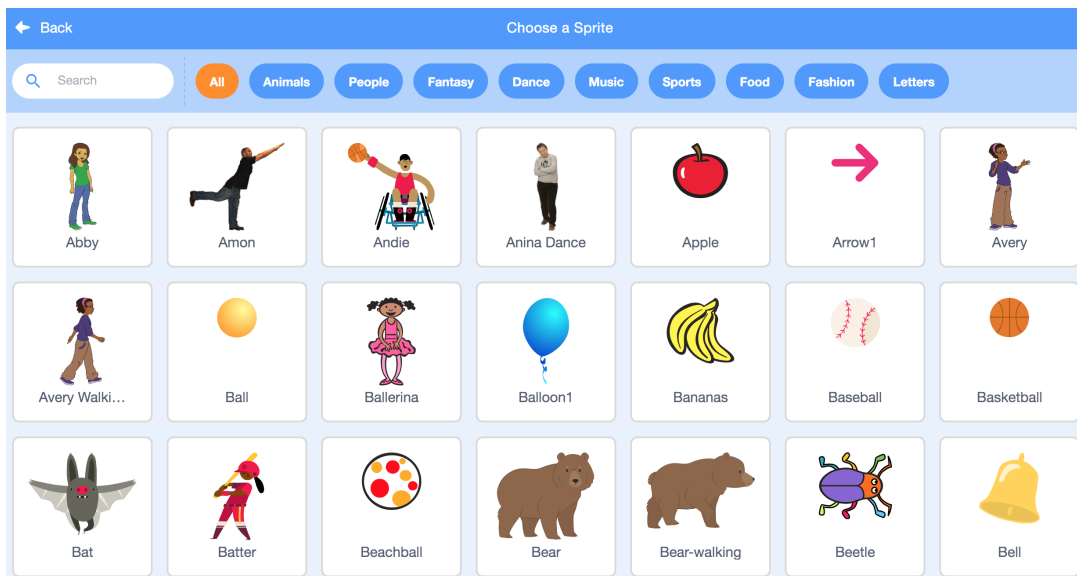 Back
Choose a Sprite
Search
All
Animals
People
Fantasy
Dance
Music
Sports
Food
Fashion
Letters
Abby
Amon
Andie
Anina Dance
Apple
Arrow1
Avery
Avery Walki...
Ball
Ballerina
Balloon1
Bananas
Baseball
Basketball
Bat
Batter
Beachball
Bear
Bear-walking
Beetle
Bell